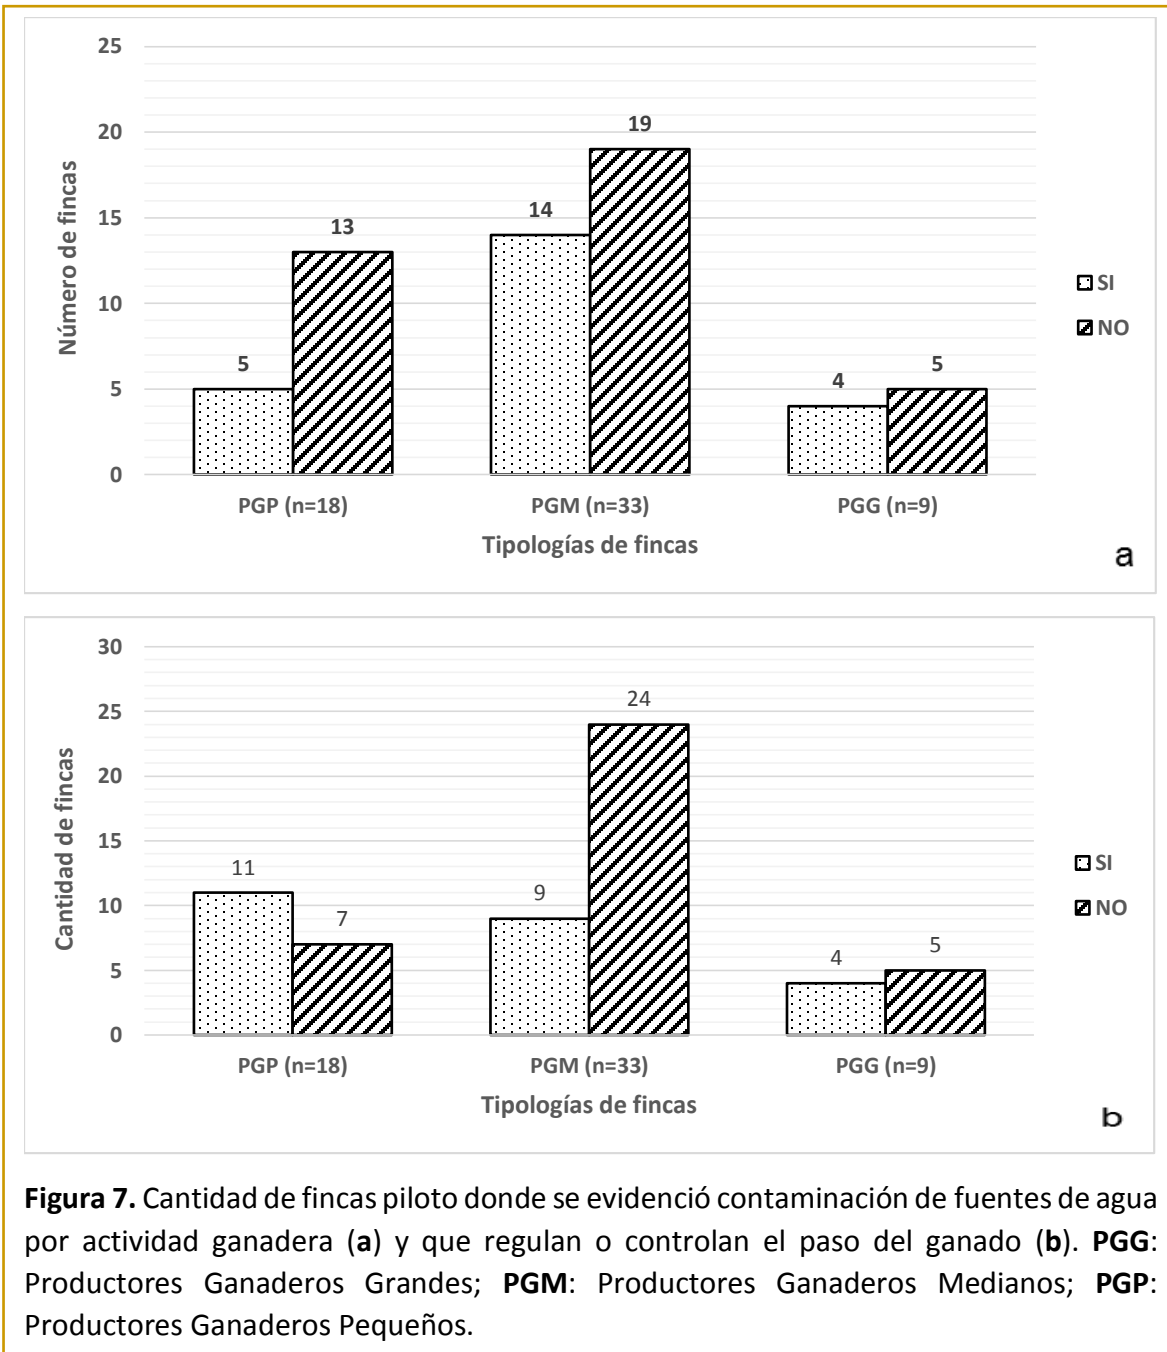 25
20
15
10
5
0
Número de fincas
5
13
14
19
4
5
PGP (n=18)
PGM (n=33)
PGG (n=9)
Tipologías de fincas
SI
NO
a
30
25
20
15
10
5
0
Cantidad de fincas
11
7
9
24
4
5
PGP (n=18)
PGM (n=33)
PGG (n=9)
Tipologías de fincas
SI
NO
b
Figura 7. Cantidad de fincas piloto donde se evidenció contaminación de fuentes de agua
por actividad ganadera (a) y que regulan o controlan el paso del ganado (b). PGG:
Productores Ganaderos Grandes; PGM: Productores Ganaderos Medianos; PGP:
Productores Ganaderos Pequeños.